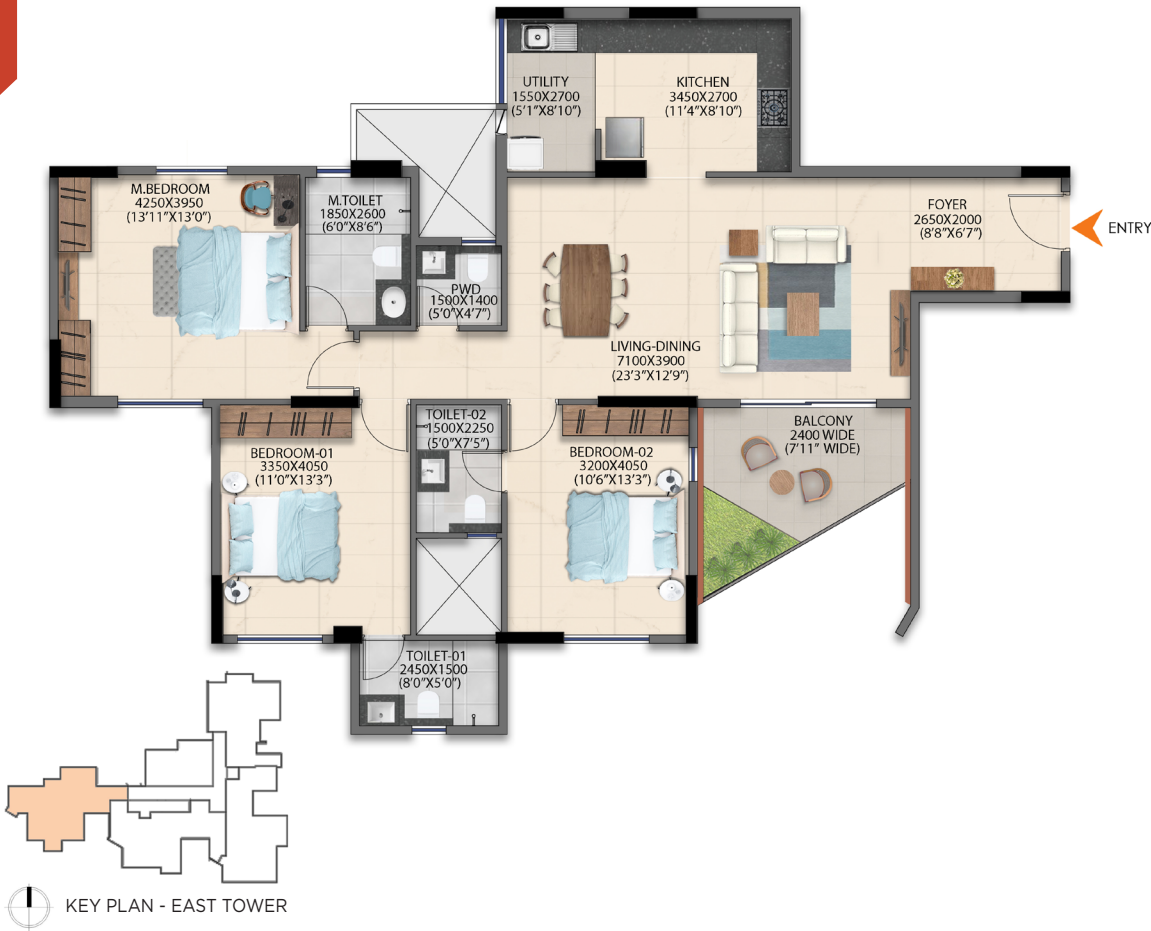 UTILITY
1550X2700
(5'1"X8'10")
KITCHEN
3450X2700
(11'4"X8'10")
M.BEDROOM
4250X3950
(13'11"X13'0")
M.TOILET
1850X2600
(6'0"X8'6")
FOYER
2650X2000
(8'8"X6'7")
ENTRY
PWD
1500X1400
(5'0"X4'7")
LIVING-DINING
7100X3900
(23'3"X12'9")
TOILET-02
1500X2250
(5'0"X7'5")
BALCONY
2400 WIDE
(7'11" WIDE)
BEDROOM-01
3350X4050
(11'0"X13'3")
BEDROOM-02
3200X4050
(10'6"X13'3")
TOILET-01
2450X1500
(8'0"X5'0")
KEY PLAN - EAST TOWER